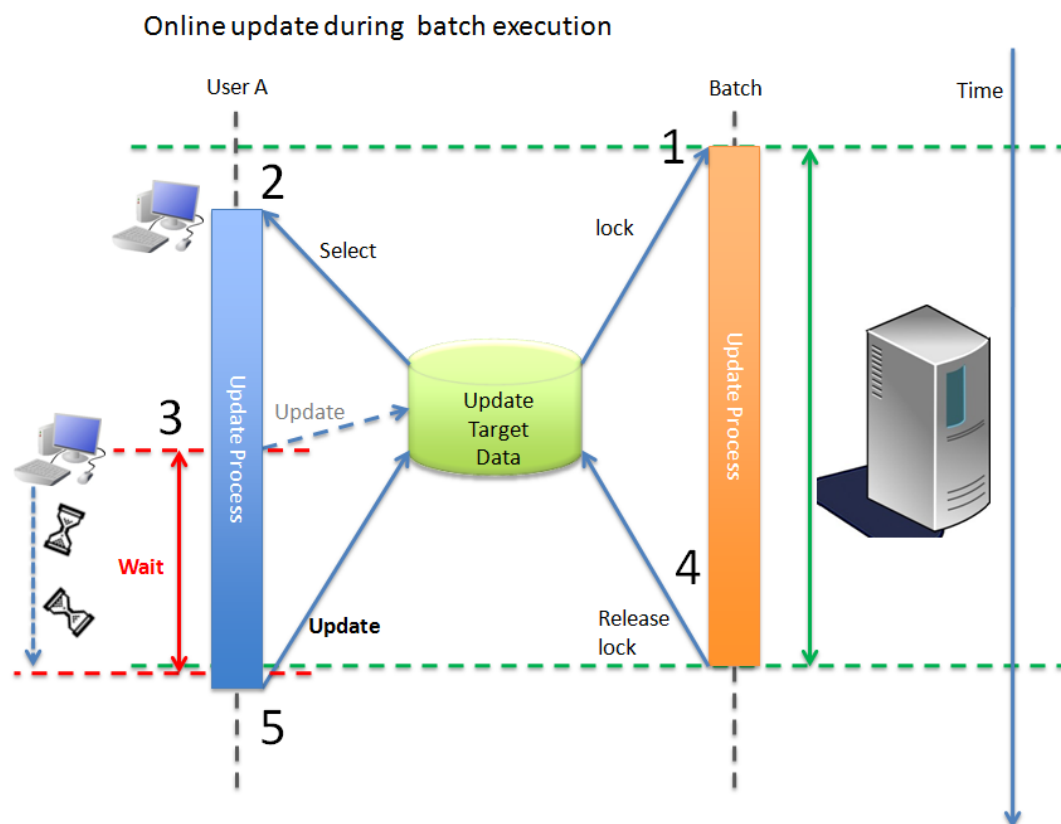 Online update during batch execution
User A
Batch
Time
1
2
lock
Select
Update Process
Update Process
Update
Target
Data
Update
3
Wait
4
Update
Release
lock
5